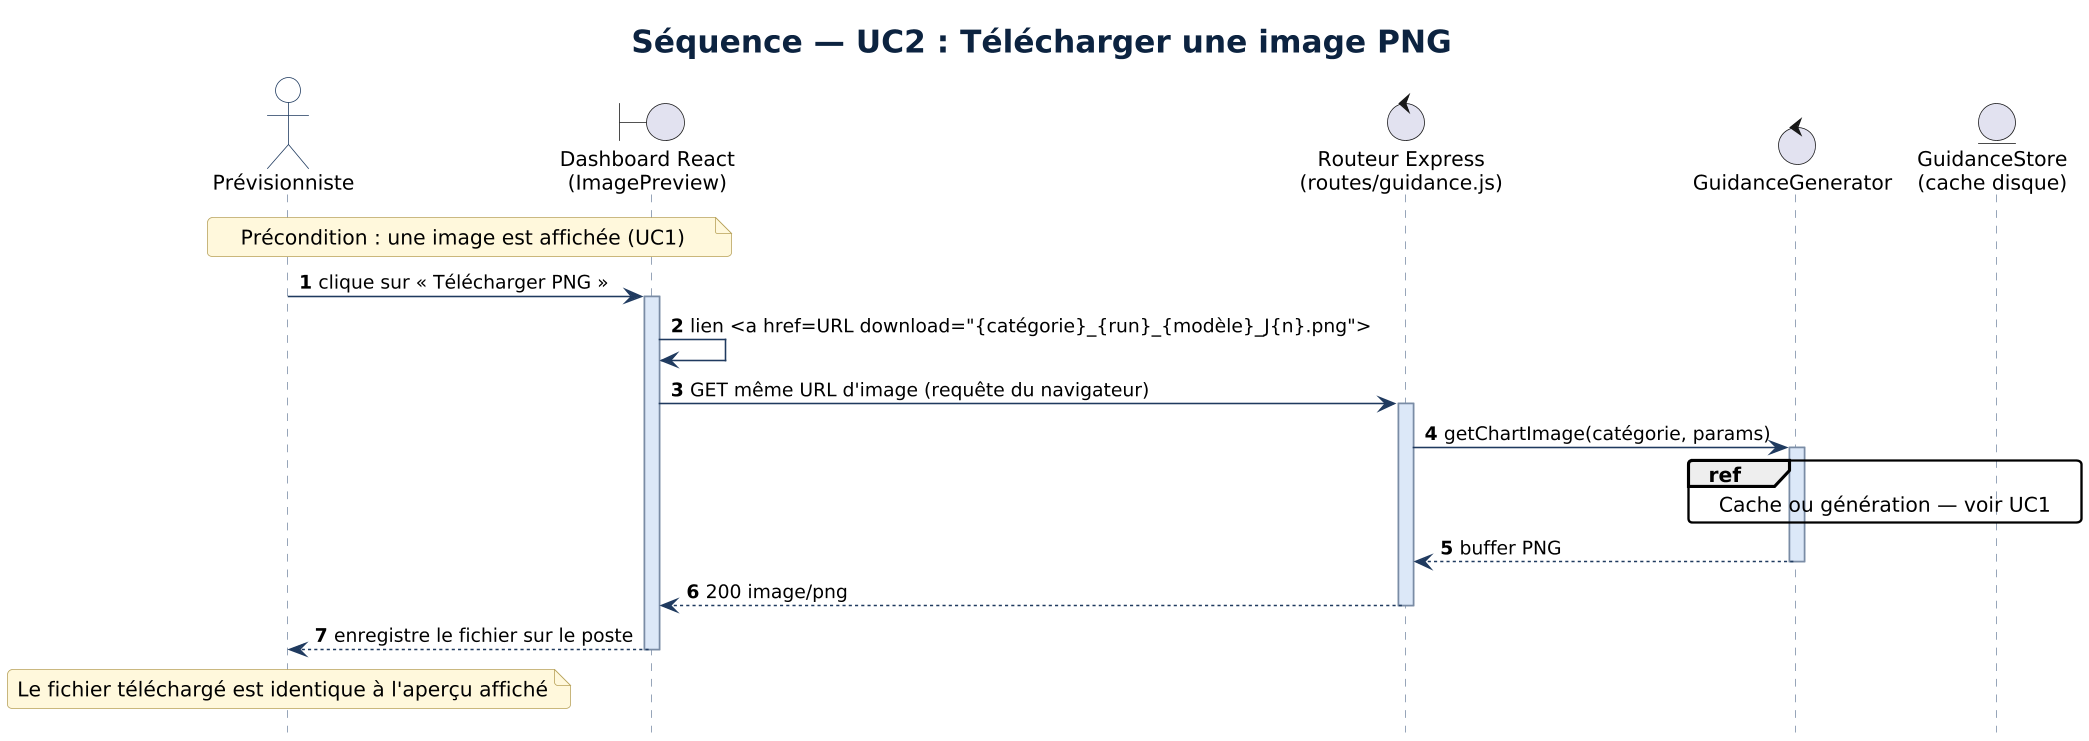 Séquence — UC2 : Télécharger une image PNG
Prévisionniste
Dashboard React
(ImagePreview)
Routeur Express
(routes/guidance.js)
GuidanceGenerator
GuidanceStore
(cache disque)
Précondition : une image est affichée (UC1)
1 clique sur « Télécharger PNG »
2 lien <a href=URL download="{catégorie}_{run}_{modèle}_J{n}.png">
3 GET même URL d'image (requête du navigateur)
4 getChartImage(catégorie, params)
ref
Cache ou génération — voir UC1
5 buffer PNG
6 200 image/png
7 enregistre le fichier sur le poste
Le fichier téléchargé est identique à l'aperçu affiché